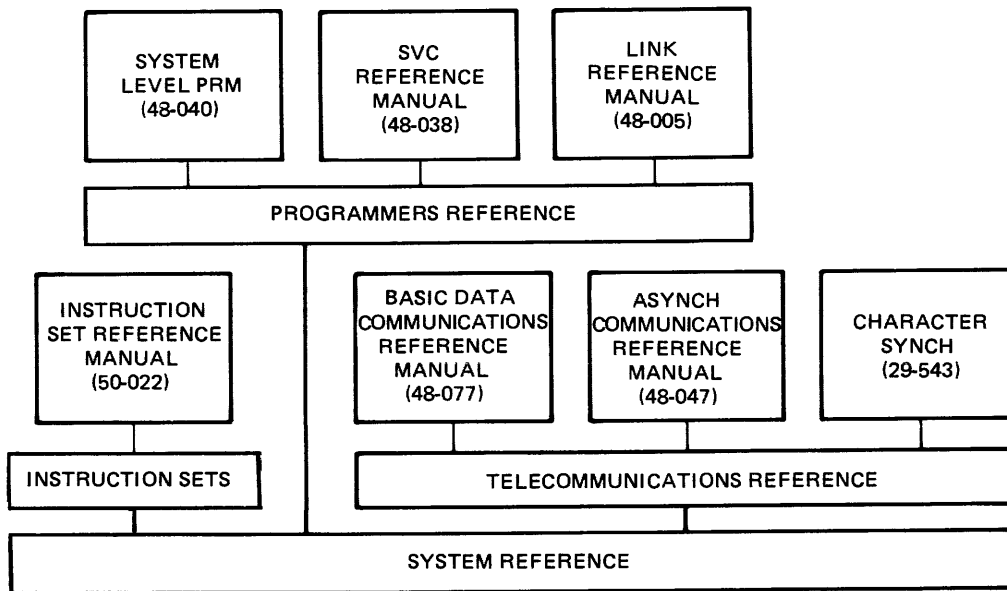 SYSTEM
LEVEL PRM
(48-040)
SVC
REFERENCE
MANUAL
(48-038)
LINK
REFERENCE
MANUAL
(48-005)
PROGRAMMERS REFERENCE
INSTRUCTION
SET REFERENCE
MANUAL
(50-022)
BASIC DATA
COMMUNICATIONS
REFERENCE
MANUAL
(48-077)
ASYNCH
COMMUNICATIONS
REFERENCE
MANUAL
(48-047)
CHARACTER
SYNCH
(29-543)
INSTRUCTION SETS
TELECOMMUNICATIONS REFERENCE
SYSTEM REFERENCE